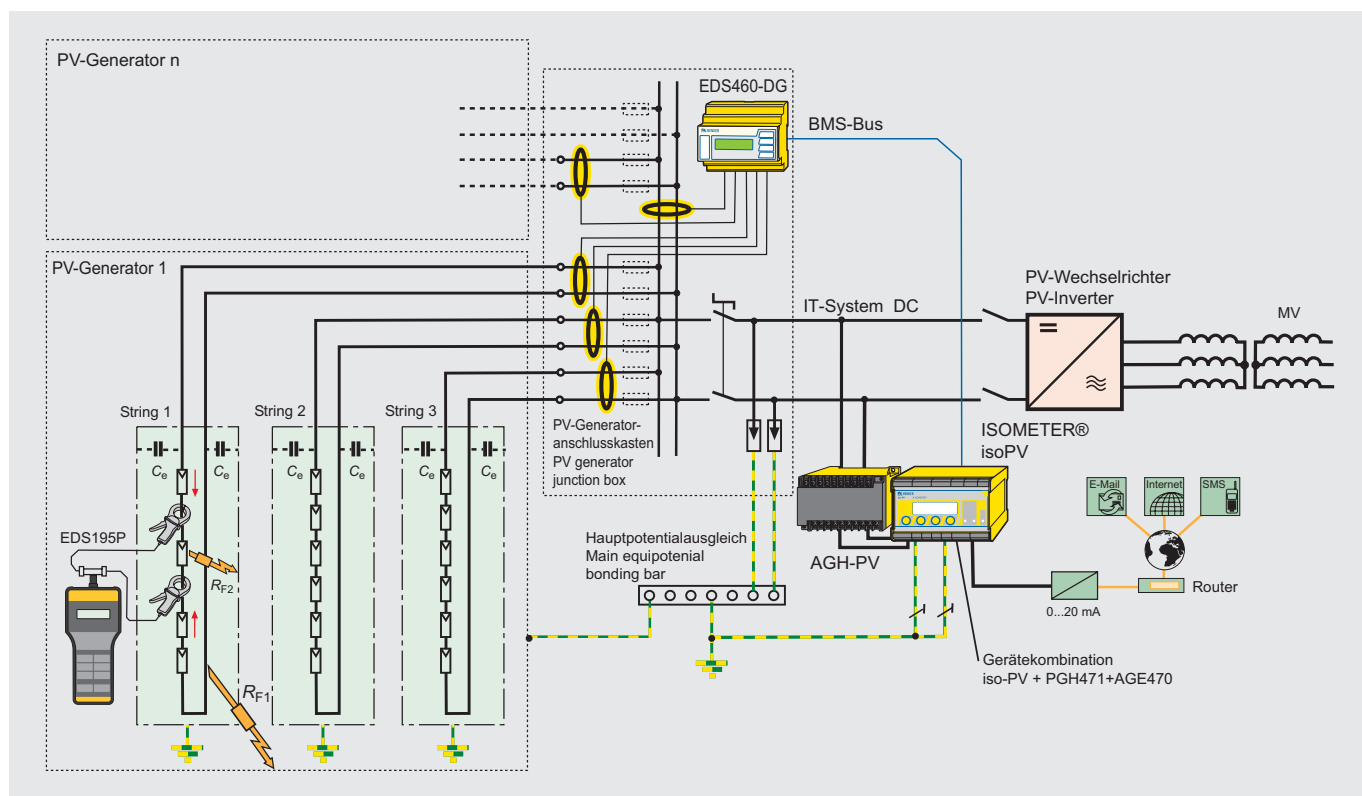 PV-Generator n
EDS460-DG
BMS-Bus
PV-Generator 1
PV-Wechselrichter
PV-Inverter
IT-System DC
MV
String 1
String 2
String 3
PV-Generator-
anschlusskasten
PV generator
junction box
ISOMETER®
isoPV
Ce
Ce
Ce
Ce
Ce
Ce
E-Mail
Internet
SMS
EDS195P
RF2
Hauptpotentialausgleich
Main equipotenial
bonding bar
AGH-PV
Router
0...20 mA
RF1
Gerätekombination
iso-PV + PGH471+AGE470